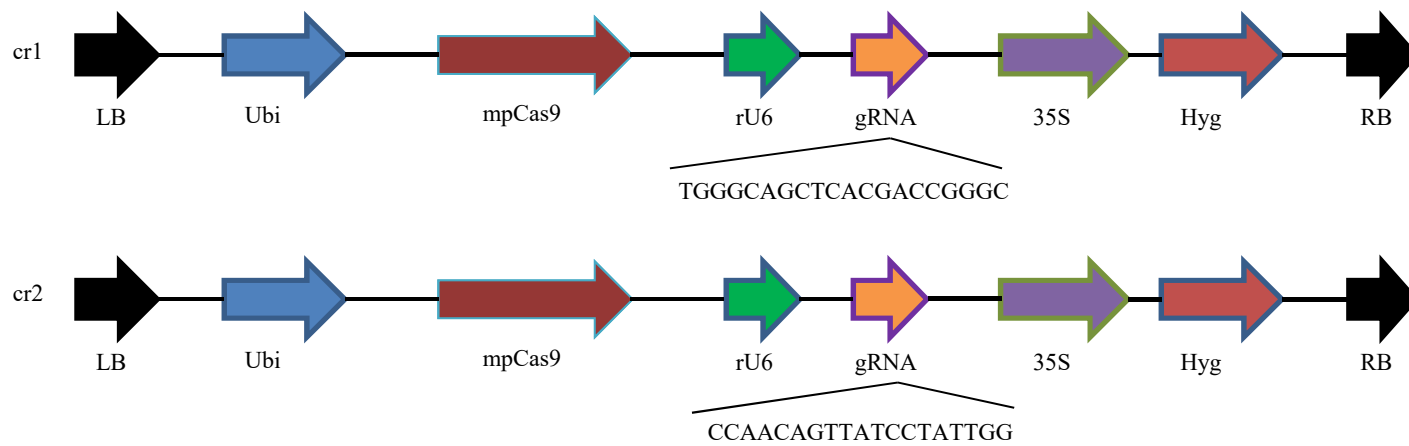 cr1
LB Ubi mpCas9 rU6 gRNA 35S Hyg RB
TGGGCAGCTCACGACCGGGC
cr2
LB Ubi mpCas9 rU6 gRNA 35S Hyg RB
CCAACAGTTATCCTATTGG